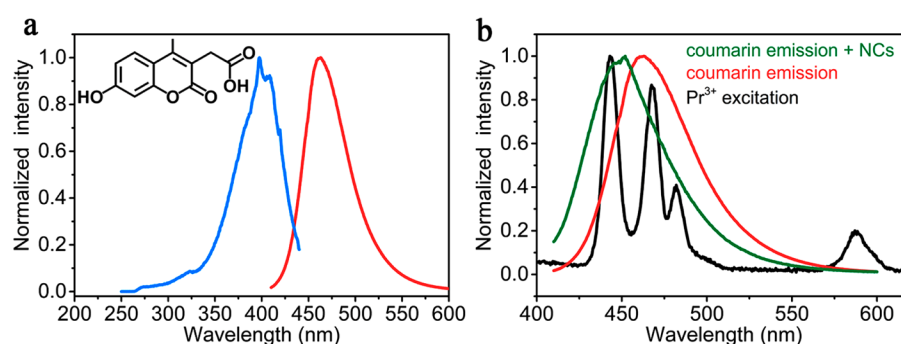 a
O
OH
HO
O
O
Normalized intensity
1.0
0.8
0.6
0.4
0.2
0.0
200 250 300 350 400 450 500 550 600
Wavelength (nm)
b
coumarin emission + NCs
coumarin emission
Pr³⁺ excitation
Normalized intensity
1.0
0.8
0.6
0.4
0.2
0.0
400 450 500 550 600
Wavelength (nm)